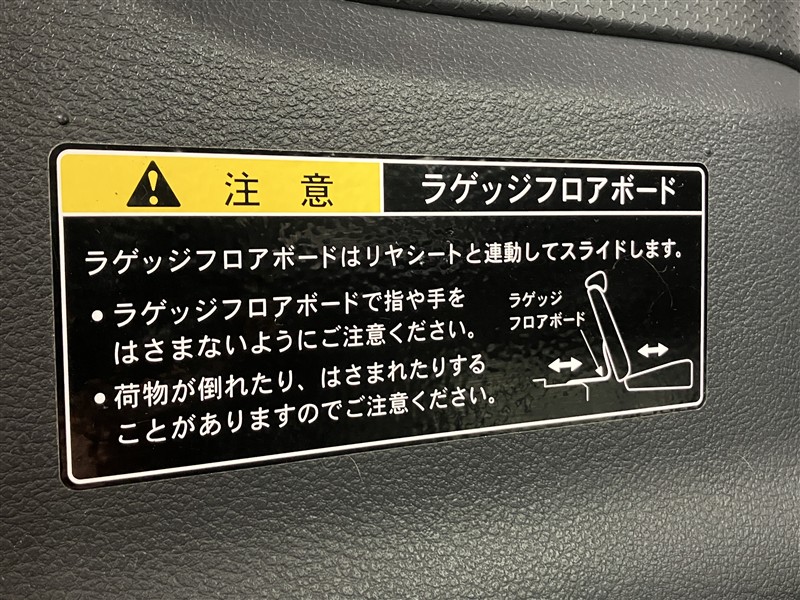 注意 ラゲッジフロアボード
ラゲッジフロアボードはリヤシートと連動してスライドします。
• ラゲッジフロアボードで指や手を
はさまないようにご注意ください。
• 荷物が倒れたり、はさまれたりする
ことがありますのでご注意ください。
ラゲッジ
フロアボード